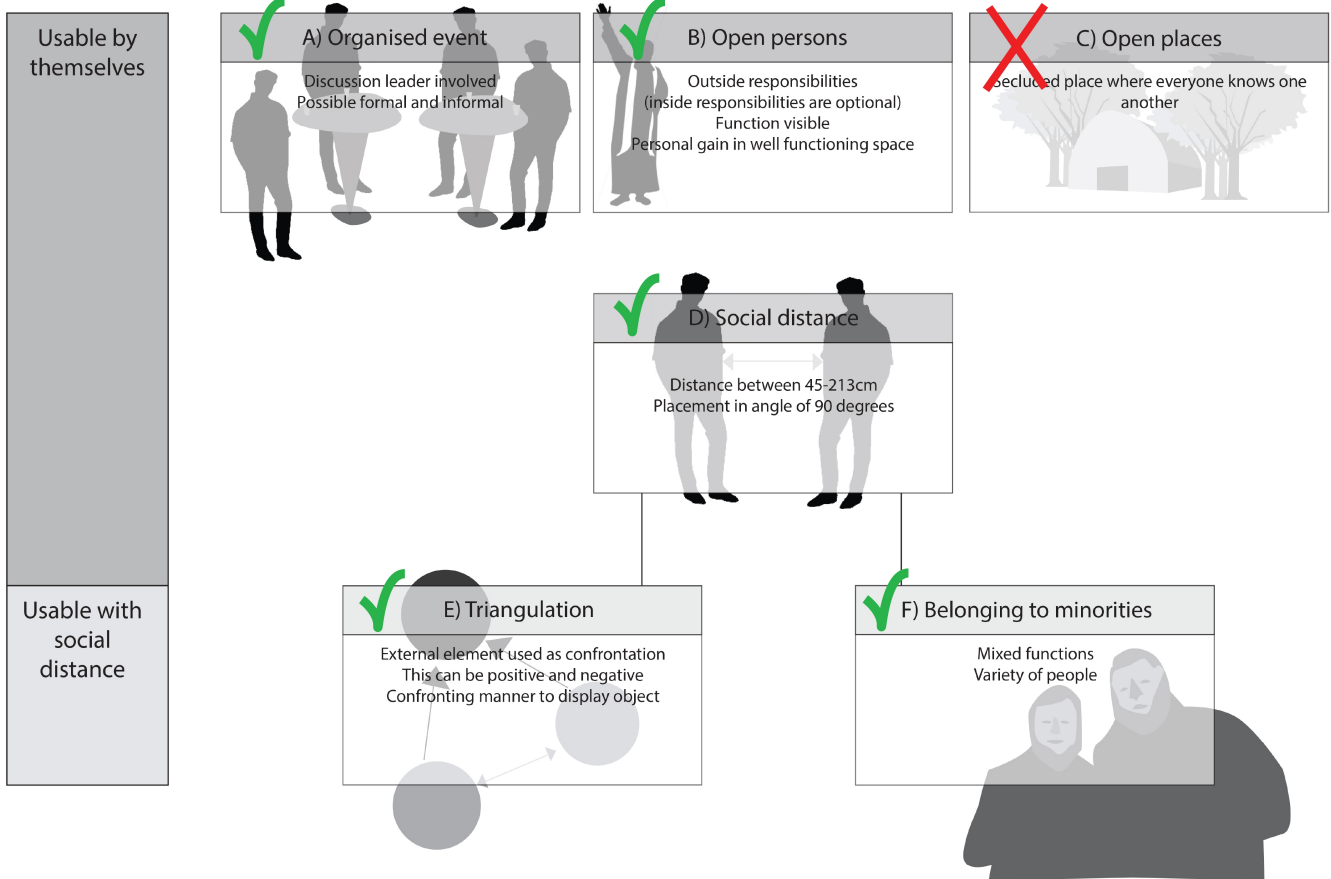 Usable by
themselves
A) Organised event
Discussion leader involved
Possible formal and informal
B) Open persons
Outside responsibilities
(inside responsibilities are optional)
Function visible
Personal gain in well functioning space
C) Open places
Secluded place where everyone knows one
another
D) Social distance
Distance between 45-213cm
Placement in angle of 90 degrees
Usable with
social
distance
E) Triangulation
External element used as confrontation
This can be positive and negative
Confronting manner to display object
F) Belonging to minorities
Mixed functions
Variety of people